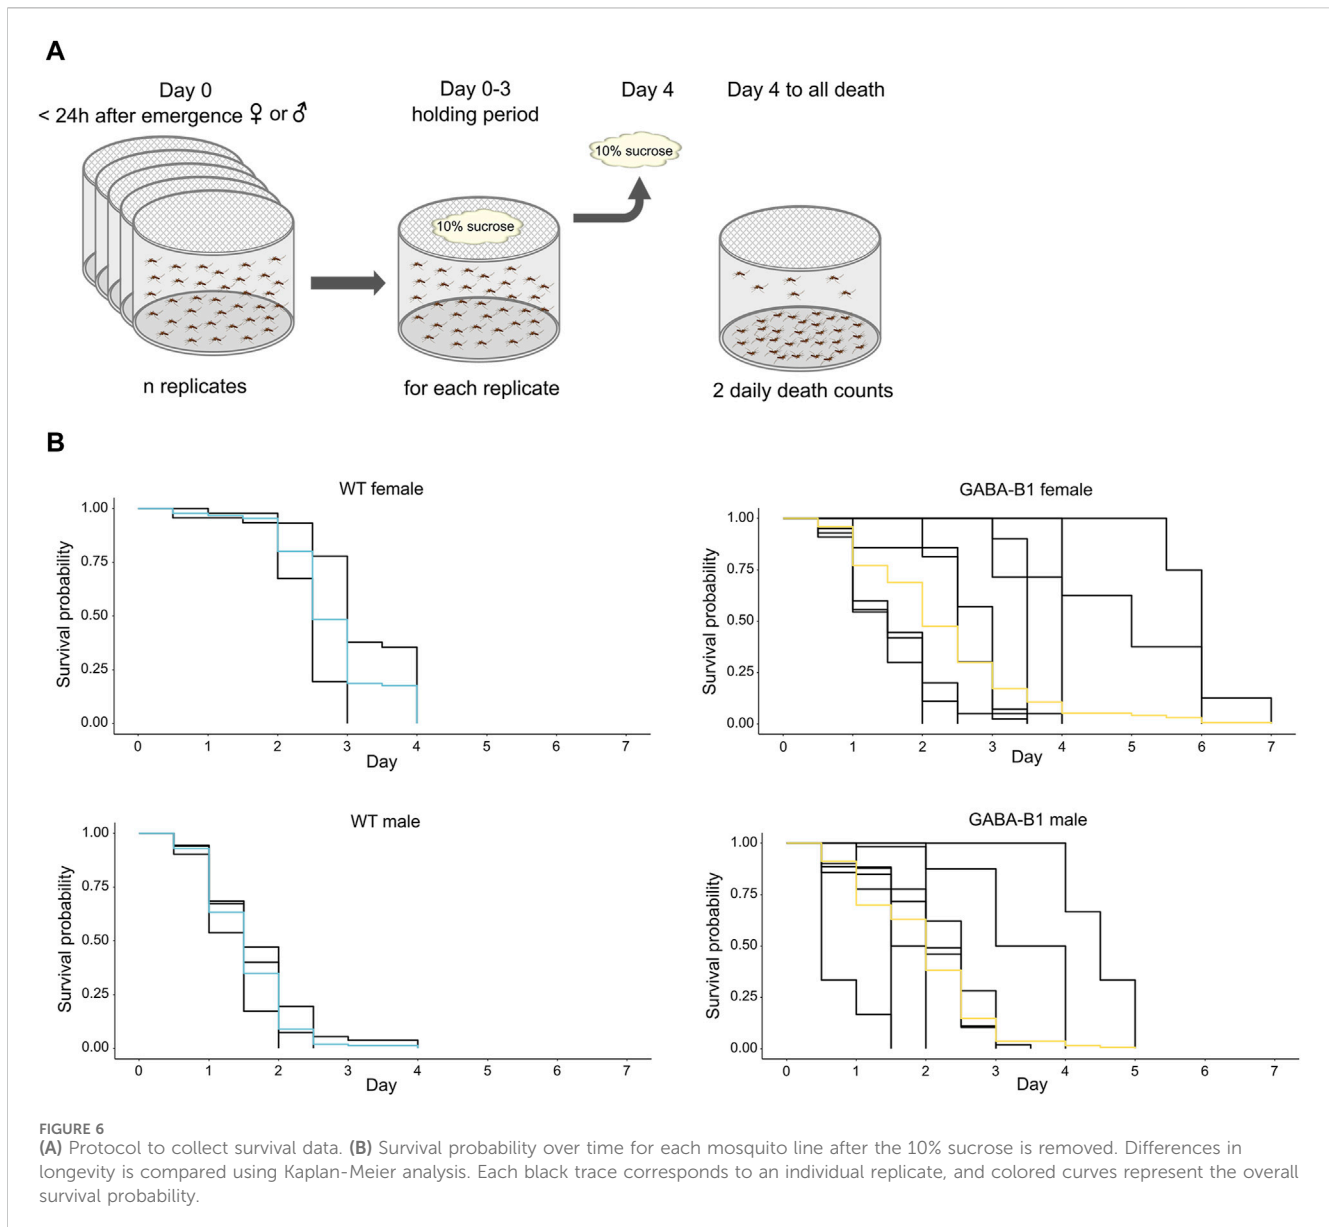 A
Day 0
< 24h after emergence ♀ or ♂
Day 0-3
holding period
Day 4
Day 4 to all death
10% sucrose
10% sucrose
n replicates
for each replicate
2 daily death counts
B
WT female
1.00
0.75
0.50
0.25
0.00
Survival probability
0 1 2 3 4 5 6 7
Day
GABA-B1 female
1.00
0.75
0.50
0.25
0.00
Survival probability
0 1 2 3 4 5 6 7
Day
WT male
1.00
0.75
0.50
0.25
0.00
Survival probability
0 1 2 3 4 5 6 7
Day
GABA-B1 male
1.00
0.75
0.50
0.25
0.00
Survival probability
0 1 2 3 4 5 6 7
Day
FIGURE 6
(A) Protocol to collect survival data. (B) Survival probability over time for each mosquito line after the 10% sucrose is removed. Differences in
longevity is compared using Kaplan-Meier analysis. Each black trace corresponds to an individual replicate, and colored curves represent the overall
survival probability.